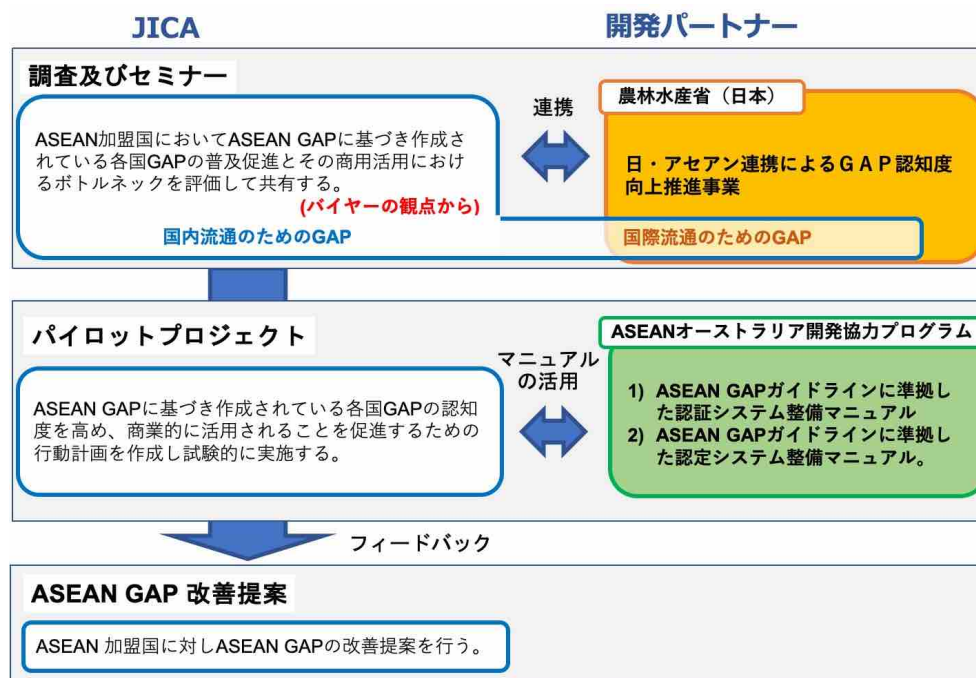 JICA
開発パートナー
調査及びセミナー
ASEAN加盟国においてASEAN GAPに基づき作成さ
れている各国GAPの普及促進とその商用活用におけ
るボトルネックを評価して共有する。
(バイヤーの観点から)
国内流通のためのGAP
連携
農林水産省（日本）
日・アセアン連携によるＧＡＰ認知度
向上推進事業
国際流通のためのGAP
パイロットプロジェクト
ASEAN GAPに基づき作成されている各国GAPの認知
度を高め、商業的に活用されることを促進するための
行動計画を作成し試験的に実施する。
マニュアル
の活用
ASEANオーストラリア開発協力プログラム
1) ASEAN GAPガイドラインに準拠し
た認証システム整備マニュアル
2) ASEAN GAPガイドラインに準拠し
た認定システム整備マニュアル。
フィードバック
ASEAN GAP 改善提案
ASEAN 加盟国に対しASEAN GAPの改善提案を行う。